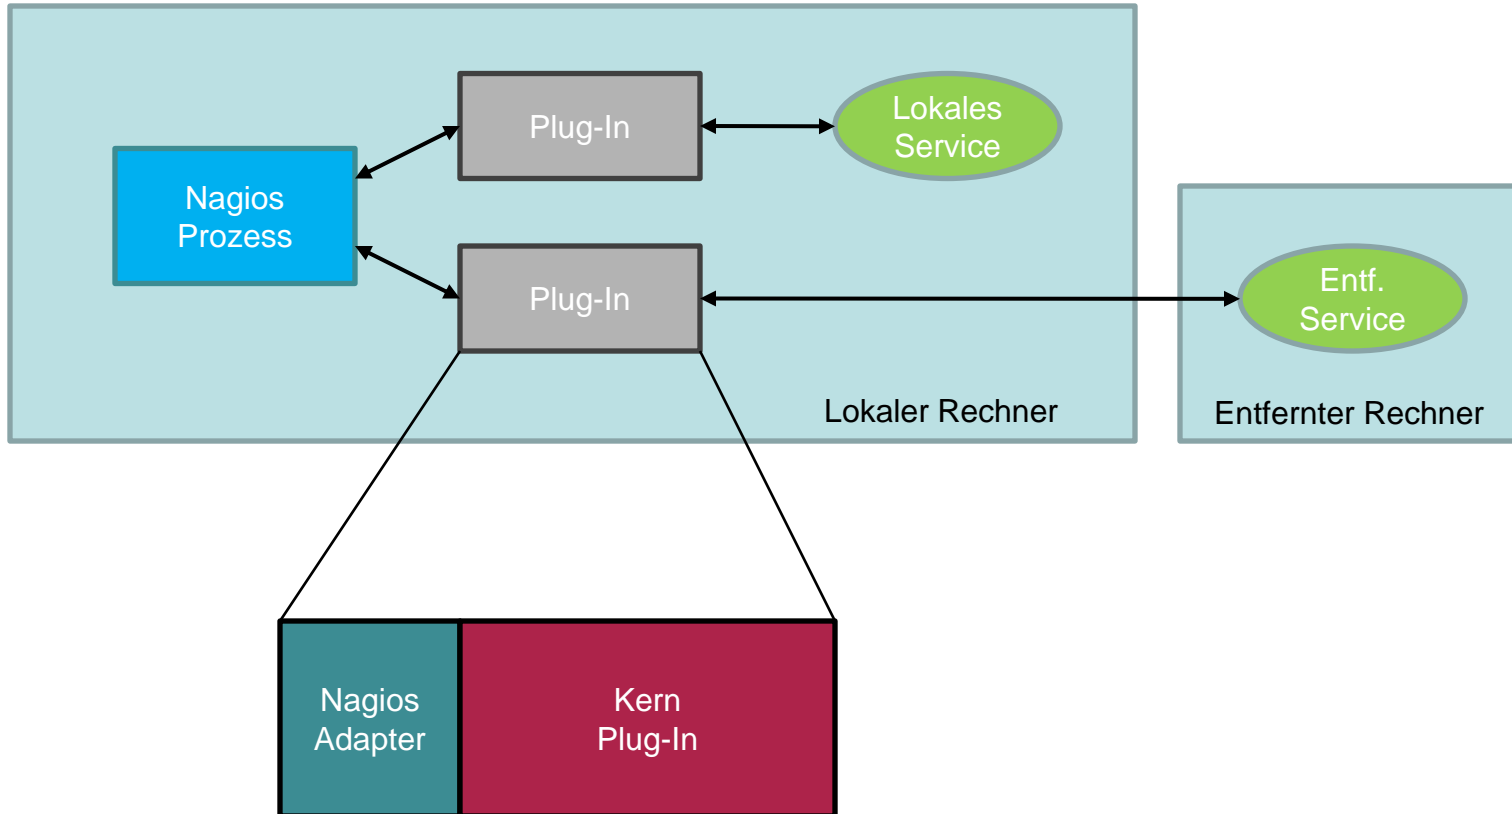 Plug-In
Lokales
Service
Nagios
Prozess
Plug-In
Entf.
Service
Lokaler Rechner
Entfernter Rechner
Nagios
Adapter
Kern
Plug-In